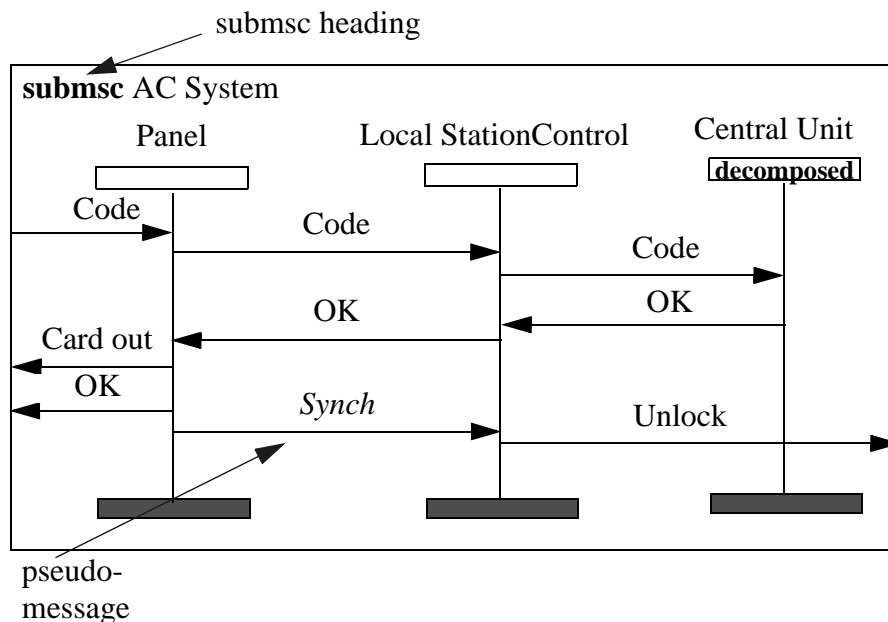 submsc heading
submsc AC System
Panel
Local StationControl
Central Unit
decomposed
Code
Code
Code
OK
OK
Card out
OK
Synch
Unlock
pseudo-
message